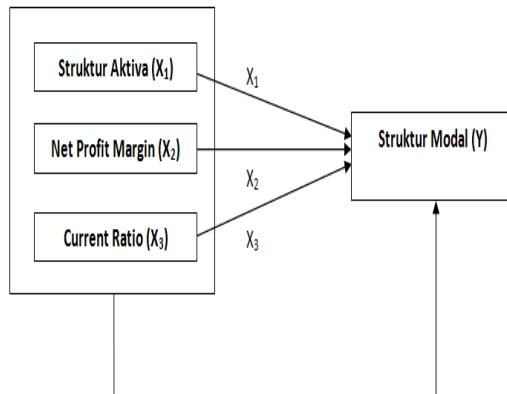 Struktur Aktiva (X₁)
X₁
Net Profit Margin (X₂)
Struktur Modal (Y)
X₂
Current Ratio (X₃)
X₃